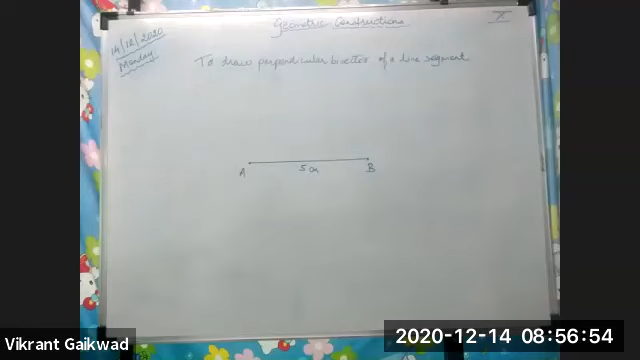 Geometric Constructions
X
14/12/2020
Monday
To draw perpendicular bisector of a line segment
A
5 cm
B
Vikrant Gaikwad
2020-12-14 08:56:54